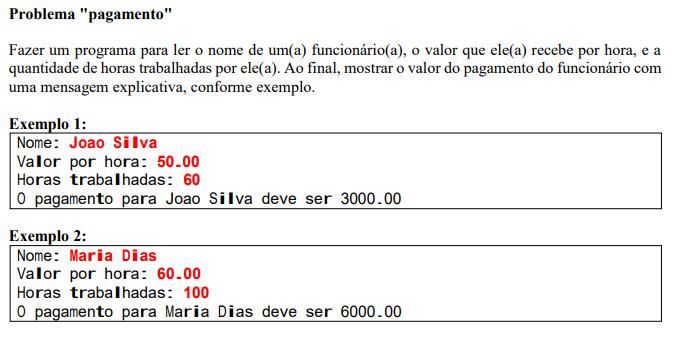 Problema "pagamento"
Fazer um programa para ler o nome de um(a) funcionário(a), o valor que ele(a) recebe por hora, e a
quantidade de horas trabalhadas por ele(a). Ao final, mostrar o valor do pagamento do funcionário com
uma mensagem explicativa, conforme exemplo.
Exemplo 1:
Nome: Joao Silva
Valor por hora: 50.00
Horas trabalhadas: 60
O pagamento para Joao Silva deve ser 3000.00
Exemplo 2:
Nome: Maria Dias
Valor por hora: 60.00
Horas trabalhadas: 100
O pagamento para Maria Dias deve ser 6000.00